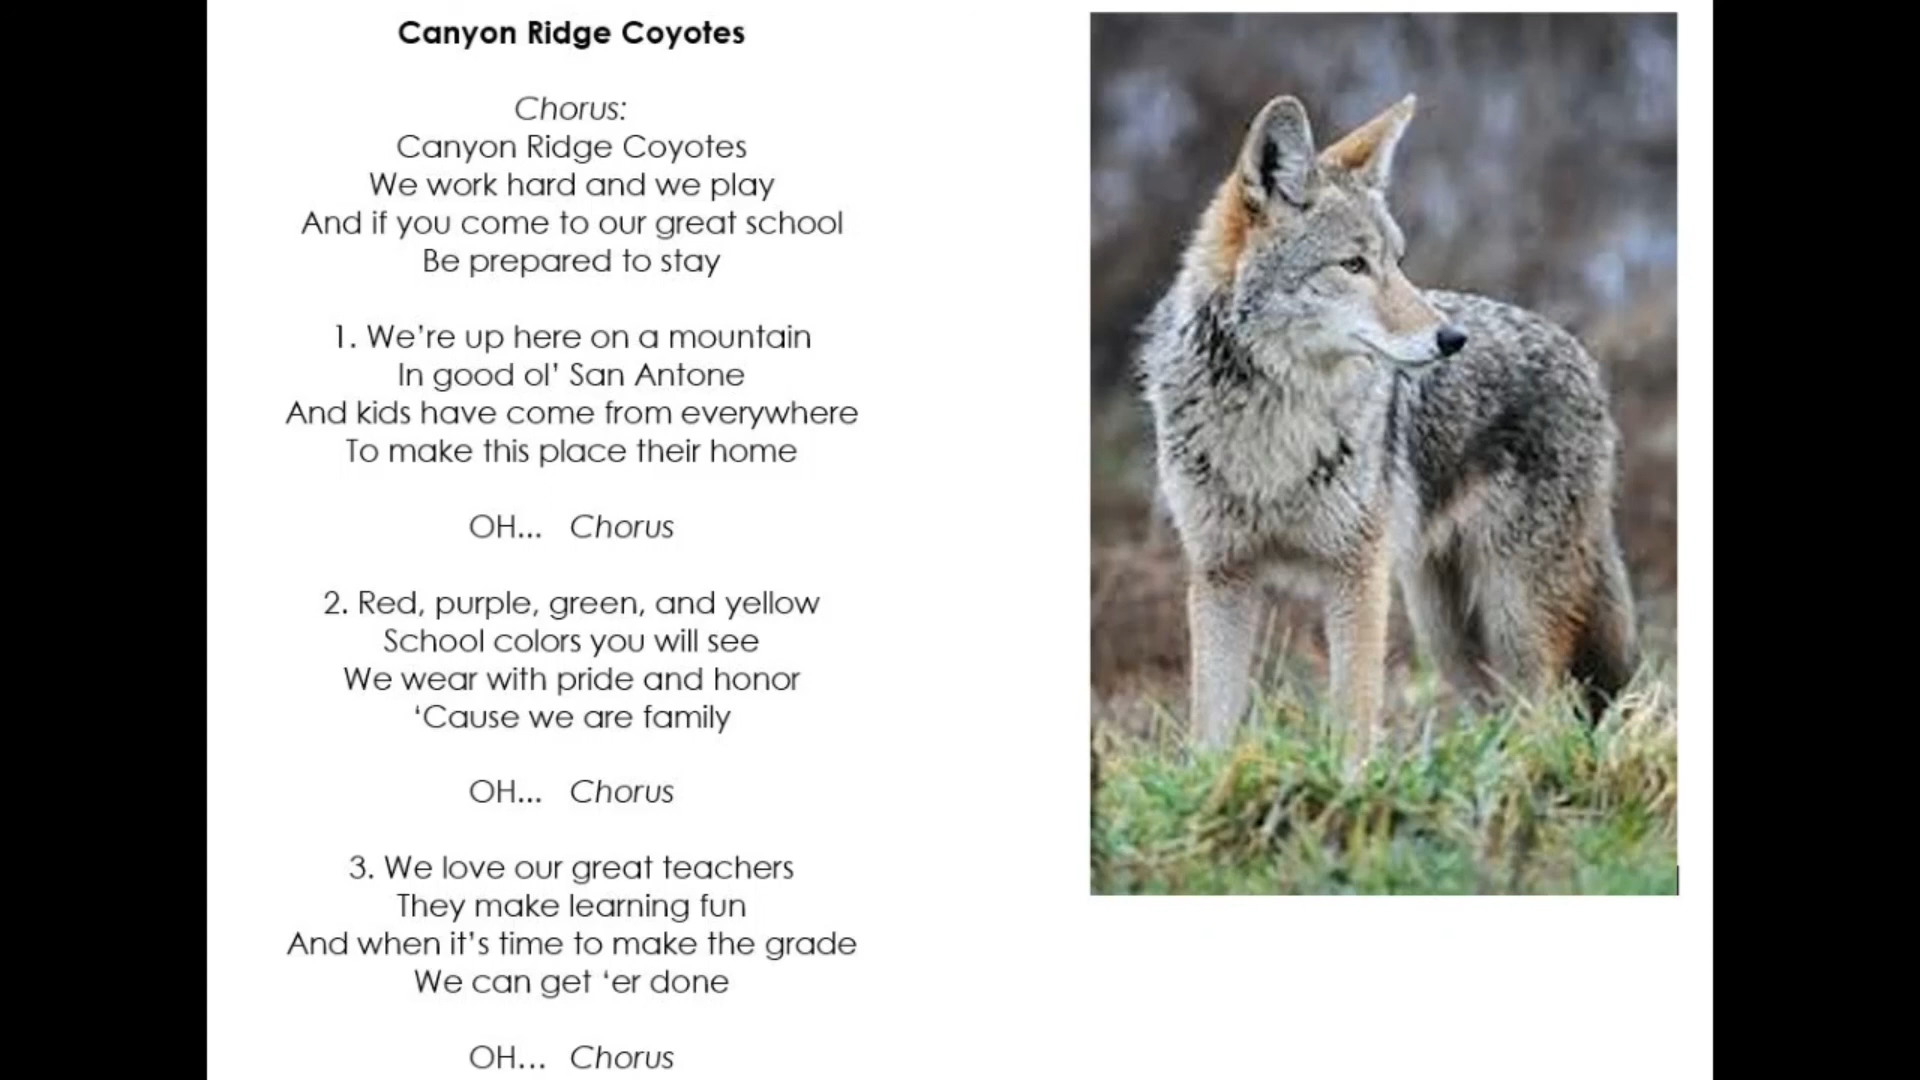 Canyon Ridge Coyotes
Chorus:
Canyon Ridge Coyotes
We work hard and we play
And if you come to our great school
Be prepared to stay
1. We’re up here on a mountain
In good ol’ San Antone
And kids have come from everywhere
To make this place their home
OH... Chorus
2. Red, purple, green, and yellow
School colors you will see
We wear with pride and honor
‘Cause we are family
OH... Chorus
3. We love our great teachers
They make learning fun
And when it’s time to make the grade
We can get ‘er done
OH... Chorus